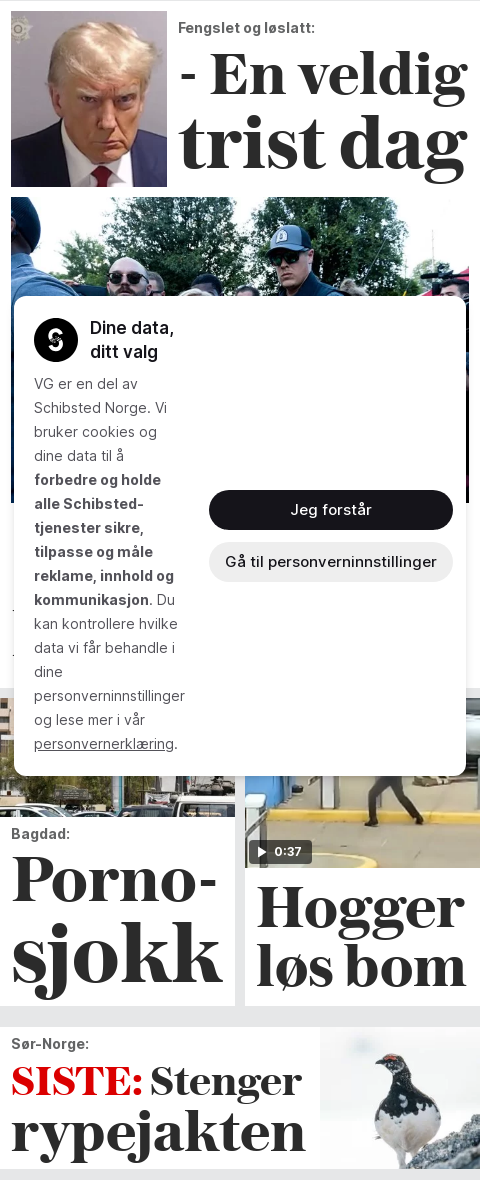 Fengslet og løslatt:
- En veldig
trist dag
Dine data,
ditt valg
VG er en del av
Schibsted Norge. Vi
bruker cookies og
dine data til å
forbedre og holde
alle Schibsted-
tjenester sikre,
tilpasse og måle
reklame, innhold og
kommunikasjon. Du
kan kontrollere hvilke
data vi får behandle i
dine
personverninnstillinger
og lese mer i vår
personvernerklæring.
Jeg forstår
Gå til personverninnstillinger
Bagdad:
Porno-
sjokk
0:37
Hogger
løs bom
Sør-Norge:
SISTE: Stenger
rypejakten